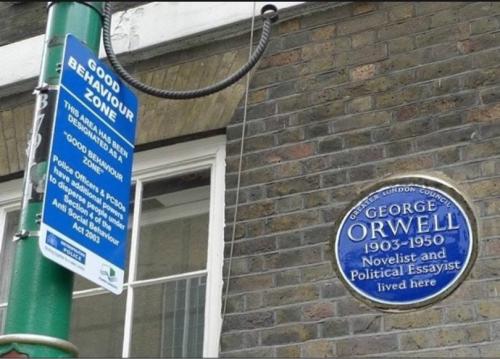 GOOD
BEHAVIOUR
ZONE
THIS AREA HAS BEEN
DESIGNATED AS A
"GOOD BEHAVIOUR
ZONE"
Police Officers & PCSOs
have additional powers
to disperse people under
Section 4 of the
Anti Social Behaviour
Act 2003
POLICE
GREATER LONDON COUNCIL
GEORGE
ORWELL
1903-1950
Novelist and
Political Essayist
lived here